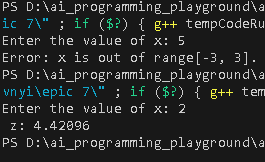 PS D:\ai_programming_playground\a
ic 7\" ; if ($?) { g++ tempCodeRu
Enter the value of x: 5
Error: x is out of range[-3, 3].
PS D:\ai_programming_playground\a
vnyi\epic 7\" ; if ($?) { g++ tem
Enter the value of x: 2
 z: 4.42096
PS D:\ai_programming_playground\a